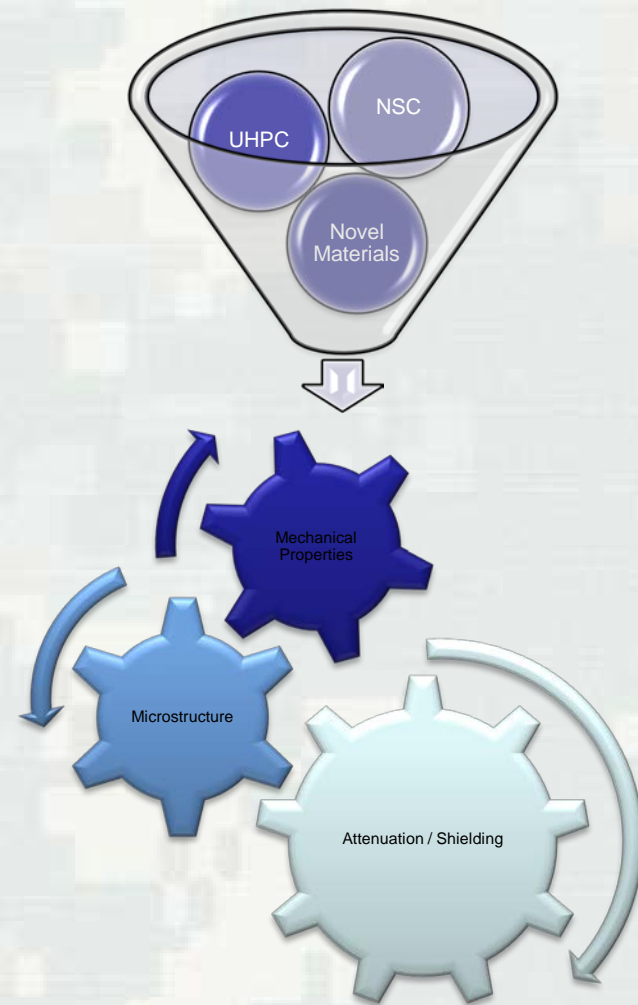 NSC
UHPC
Novel
Materials
Mechanical
Properties
Microstructure
Attenuation / Shielding